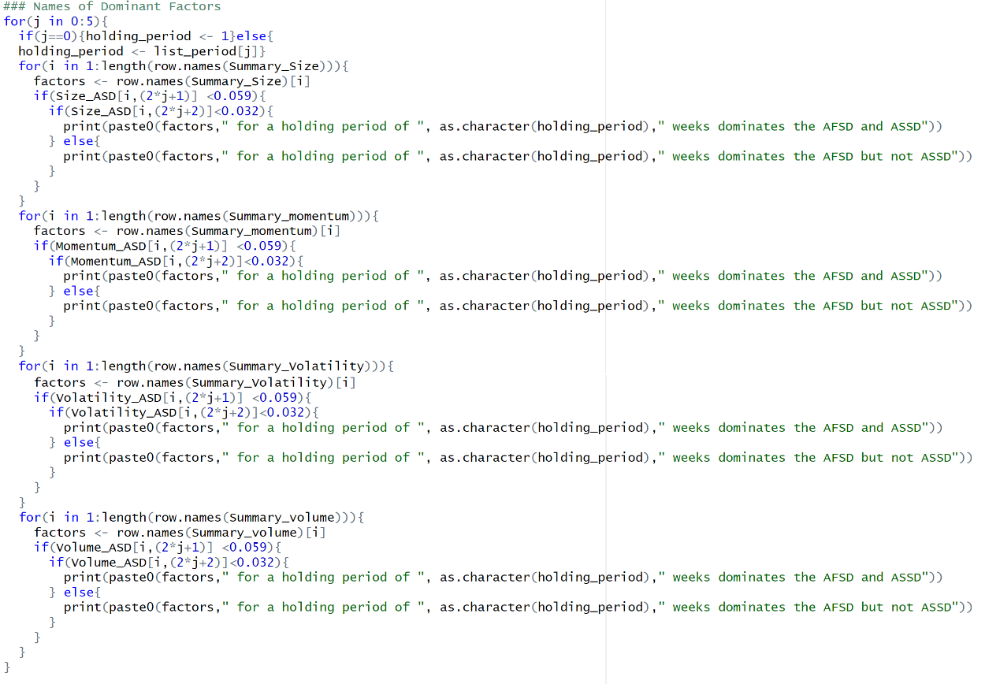 ### Names of Dominant Factors
for(j in 0:5){
  if(j==0){holding_period <- 1}else{
  holding_period <- list_period[j]}
  for(i in 1:length(row.names(Summary_Size))){
    factors <- row.names(Summary_Size)[i]
    if(Size_ASD[i,(2*j+1)] <0.059){
      if(Size_ASD[i,(2*j+2)]<0.032){
        print(paste0(factors," for a holding period of ", as.character(holding_period)," weeks dominates the AFSD and ASSD"))
      } else{
        print(paste0(factors," for a holding period of ", as.character(holding_period)," weeks dominates the AFSD but not ASSD"))
      }
    }
  }
  for(i in 1:length(row.names(Summary_momentum))){
    factors <- row.names(Summary_momentum)[i]
    if(Momentum_ASD[i,(2*j+1)] <0.059){
      if(Momentum_ASD[i,(2*j+2)]<0.032){
        print(paste0(factors," for a holding period of ", as.character(holding_period)," weeks dominates the AFSD and ASSD"))
      } else{
        print(paste0(factors," for a holding period of ", as.character(holding_period)," weeks dominates the AFSD but not ASSD"))
      }
    }
  }
  for(i in 1:length(row.names(Summary_Volatility))){
    factors <- row.names(Summary_Volatility)[i]
    if(Volatility_ASD[i,(2*j+1)] <0.059){
      if(Volatility_ASD[i,(2*j+2)]<0.032){
        print(paste0(factors," for a holding period of ", as.character(holding_period)," weeks dominates the AFSD and ASSD"))
      } else{
        print(paste0(factors," for a holding period of ", as.character(holding_period)," weeks dominates the AFSD but not ASSD"))
      }
    }
  }
  for(i in 1:length(row.names(Summary_volume))){
    factors <- row.names(Summary_volume)[i]
    if(Volume_ASD[i,(2*j+1)] <0.059){
      if(Volume_ASD[i,(2*j+2)]<0.032){
        print(paste0(factors," for a holding period of ", as.character(holding_period)," weeks dominates the AFSD and ASSD"))
      } else{
        print(paste0(factors," for a holding period of ", as.character(holding_period)," weeks dominates the AFSD but not ASSD"))
      }
    }
  }
}